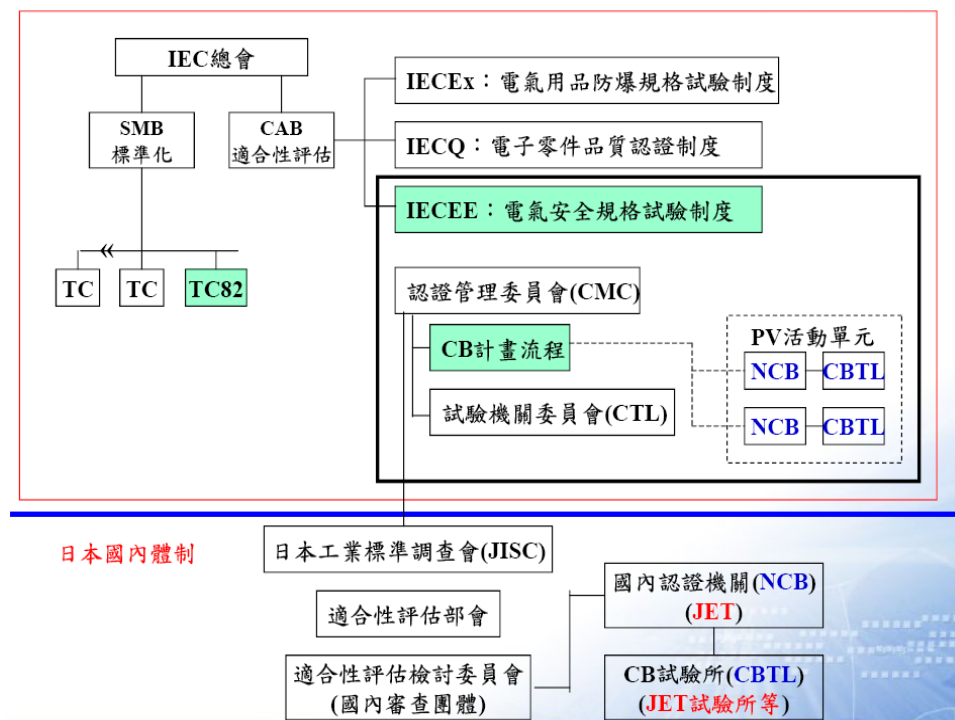 IEC總會
IECEx：電氣用品防爆規格試驗制度
SMB
標準化
CAB
適合性評估
IECQ：電子零件品質認證制度
IECEE：電氣安全規格試驗制度
TC
TC
TC82
認證管理委員會(CMC)
CB計畫流程
試驗機關委員會(CTL)
PV活動單元
NCB
CBTL
NCB
CBTL
日本國內體制
日本工業標準調查會(JISC)
適合性評估部會
適合性評估檢討委員會
(國內審查團體)
國內認證機關(NCB)
(JET)
CB試驗所(CBTL)
(JET試驗所等)